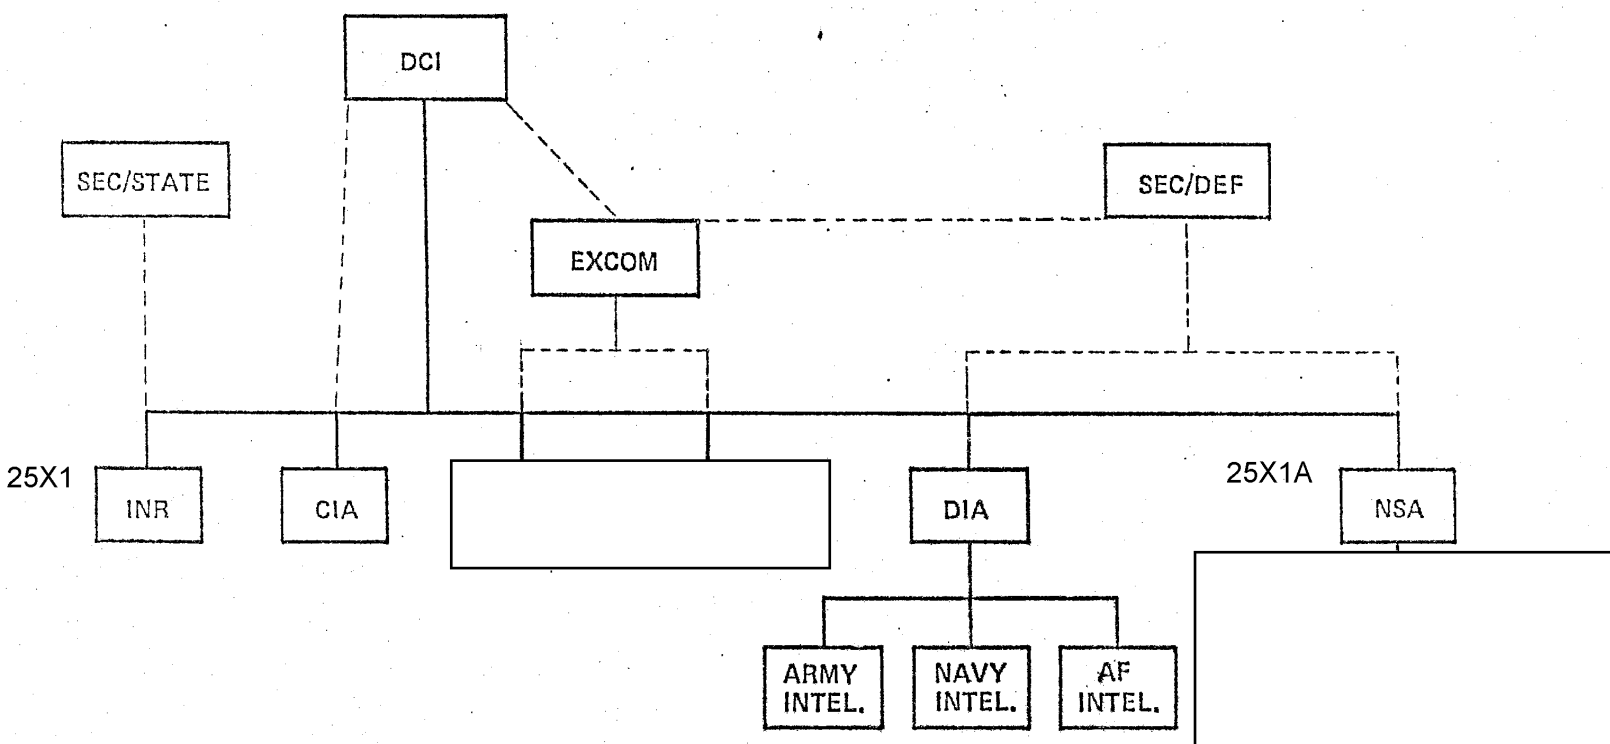 DCI
SEC/STATE
SEC/DEF
EXCOM
25X1
INR
CIA
DIA
25X1A
NSA
ARMY
INTEL.
NAVY
INTEL.
AF
INTEL.